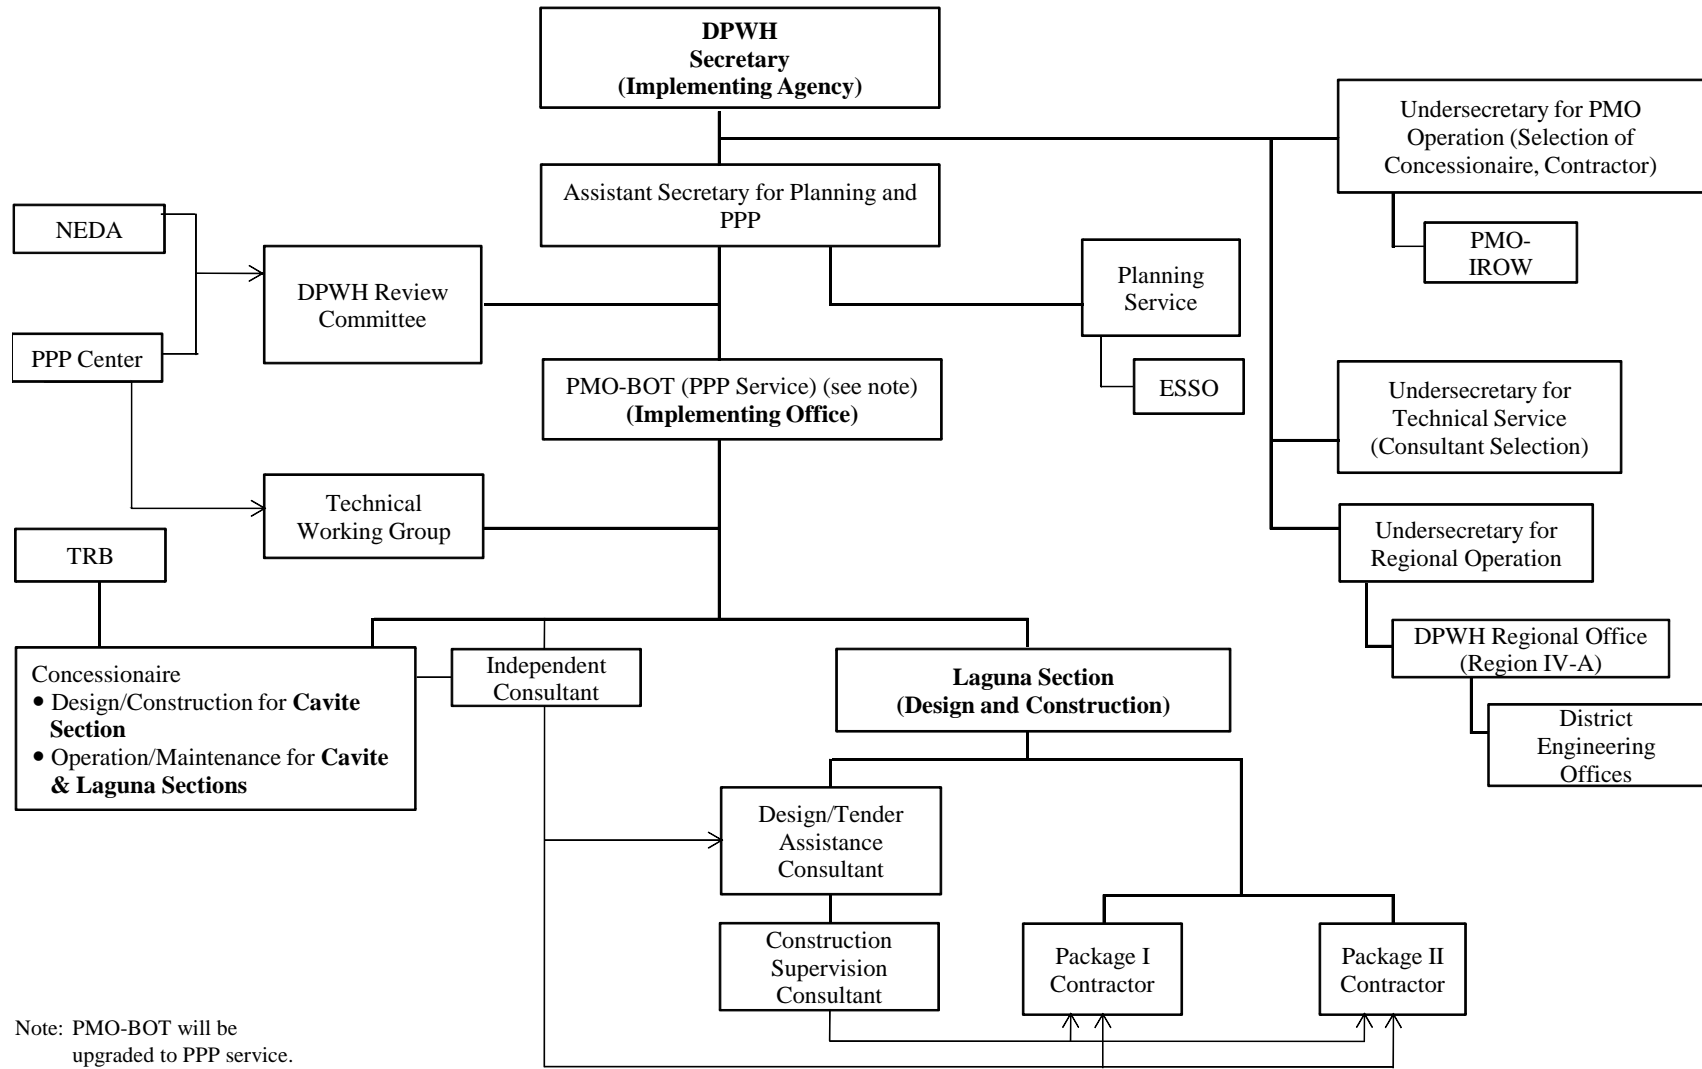 DPWH
Secretary
(Implementing Agency)
Undersecretary for PMO
Operation (Selection of
Concessionaire, Contractor)
Assistant Secretary for Planning and
PPP
NEDA
PMO-
IROW
DPWH Review
Committee
Planning
Service
PPP Center
PMO-BOT (PPP Service) (see note)
(Implementing Office)
ESSO
Undersecretary for
Technical Service
(Consultant Selection)
Technical
Working Group
TRB
Undersecretary for
Regional Operation
DPWH Regional Office
(Region IV-A)
Concessionaire
• Design/Construction for Cavite
Section
• Operation/Maintenance for Cavite
& Laguna Sections
Independent
Consultant
Laguna Section
(Design and Construction)
District
Engineering
Offices
Design/Tender
Assistance
Consultant
Construction
Supervision
Consultant
Package I
Contractor
Package II
Contractor
Note: PMO-BOT will be
upgraded to PPP service.